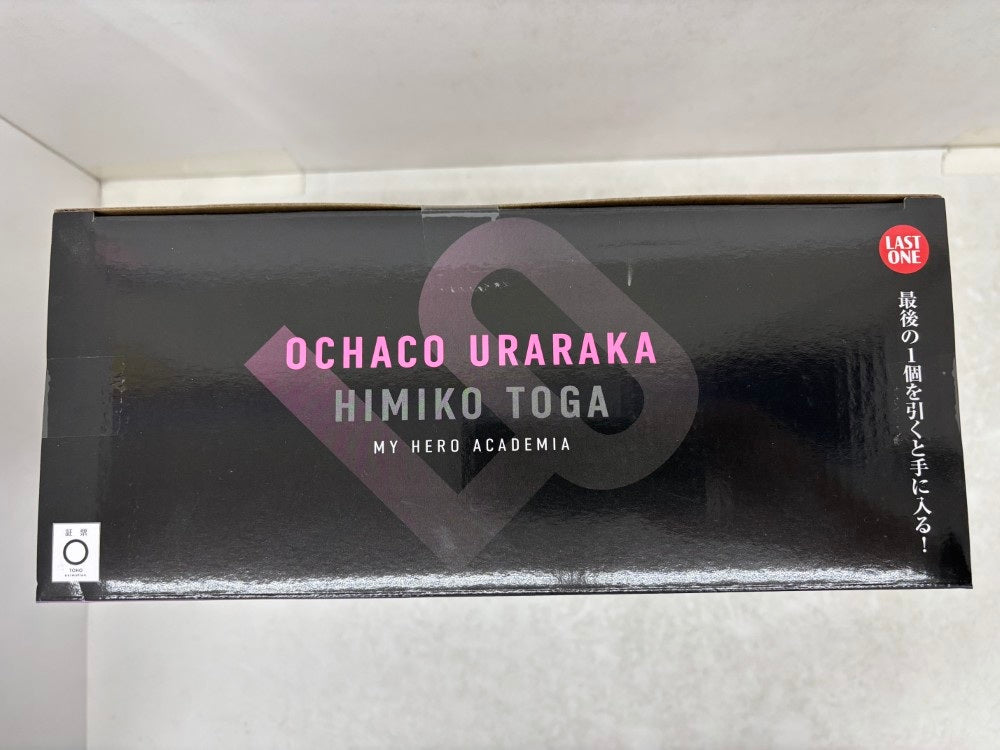 LAST
ONE
最後の1個を引くと手に入る！
OCHACO URARAKA
HIMIKO TOGA
MY HERO ACADEMIA
証 紙
TOHO
animation